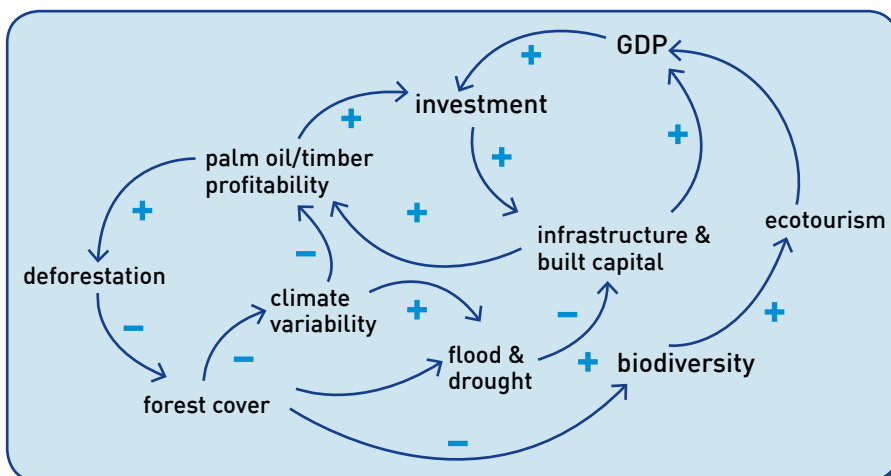 GDP
+
investment
+
+
palm oil/timber
profitability
+
+
+
ecotourism
infrastructure &
built capital
−
deforestation
climate
variability
+
−
+
−
−
flood &
drought
+
biodiversity
forest cover
−